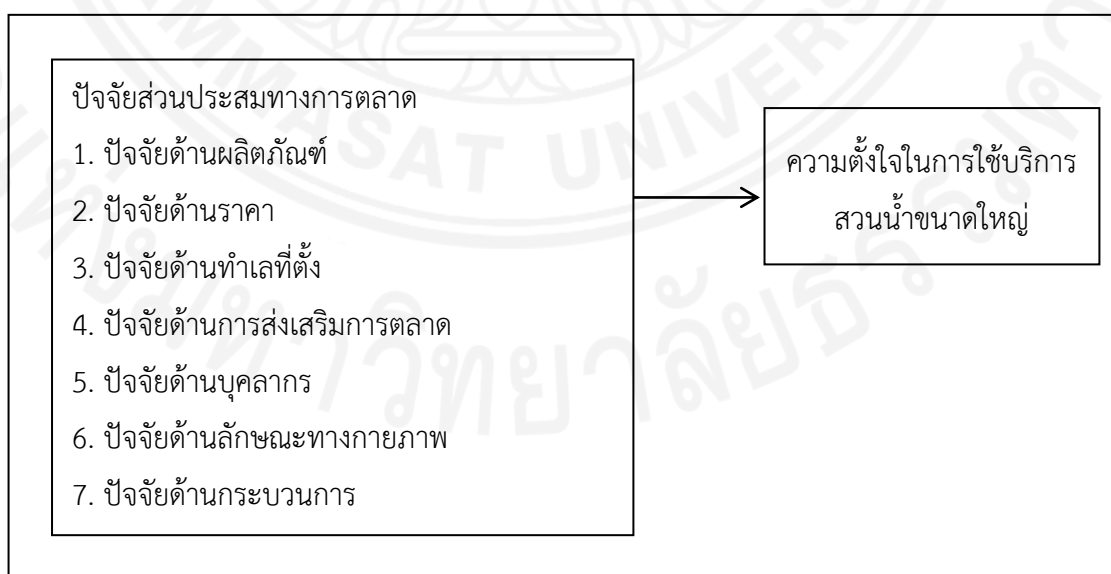 ปัจจัยส่วนประสมทางการตลาด
1. ปัจจัยด้านผลิตภัณฑ์
2. ปัจจัยด้านราคา
3. ปัจจัยด้านทำเลที่ตั้ง
4. ปัจจัยด้านการส่งเสริมการตลาด
5. ปัจจัยด้านบุคลากร
6. ปัจจัยด้านลักษณะทางกายภาพ
7. ปัจจัยด้านกระบวนการ
ความตั้งใจในการใช้บริการ
สวนน้ำขนาดใหญ่